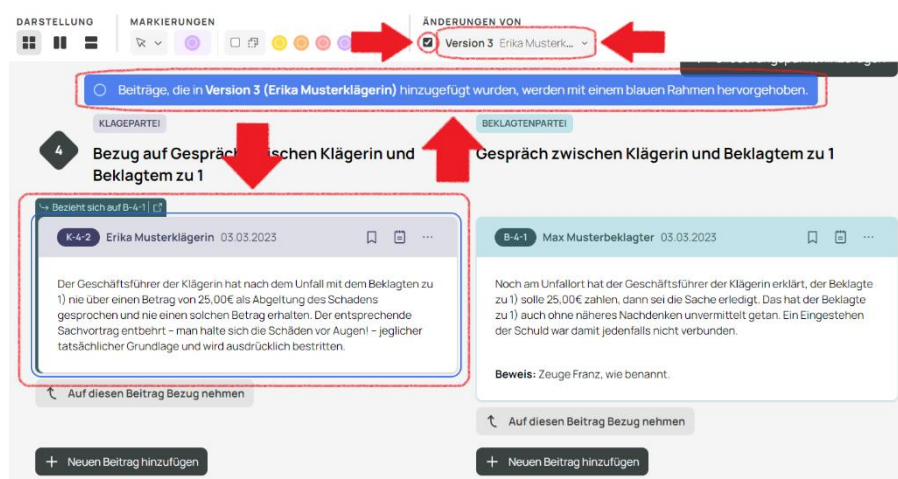 DARSTELLUNG
MARKIERUNGEN
ÄNDERUNGEN VON
Version 3 Erika Musterk...
Beiträge, die in Version 3 (Erika Musterklägerin) hinzugefügt wurden, werden mit einem blauen Rahmen hervorgehoben.
KLAGEPARTEI
4
Bezug auf Gespräch zwischen Klägerin und
Beklagtem zu 1
Bezieht sich auf B-4-1
K-4-2 Erika Musterklägerin 03.03.2023
Der Geschäftsführer der Klägerin hat nach dem Unfall mit dem Beklagten zu
1) nie über einen Betrag von 25,00€ als Abgeltung des Schadens
gesprochen und nie einen solchen Betrag erhalten. Der entsprechende
Sachvortrag entbehrt – man halte sich die Schäden vor Augen! – jeglicher
tatsächlicher Grundlage und wird ausdrücklich bestritten.
Auf diesen Beitrag Bezug nehmen
+ Neuen Beitrag hinzufügen
BEKLAGTENPARTEI
Gespräch zwischen Klägerin und Beklagtem zu 1
B-4-1 Max Musterbeklagter 03.03.2023
Noch am Unfallort hat der Geschäftsführer der Klägerin erklärt, der Beklagte
zu 1) solle 25,00€ zahlen, dann sei die Sache erledigt. Das hat der Beklagte
zu 1) auch ohne näheres Nachdenken unvermittelt getan. Ein Eingestehen
der Schuld war damit jedenfalls nicht verbunden.
Beweis: Zeuge Franz, wie benannt.
Auf diesen Beitrag Bezug nehmen
+ Neuen Beitrag hinzufügen